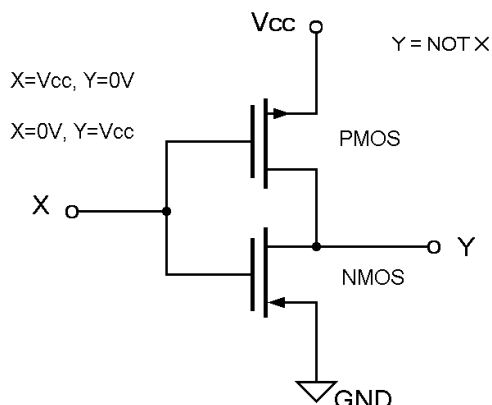 Vcc
Y = NOT X
X=Vcc, Y=0V
X=0V, Y=Vcc
PMOS
X
Y
NMOS
GND